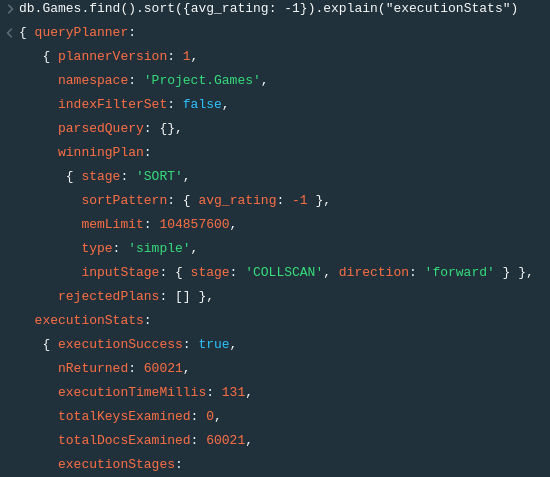 db.Games.find().sort({avg_rating: -1}).explain("executionStats")
{ queryPlanner:
{ plannerVersion: 1,
namespace: 'Project.Games',
indexFilterSet: false,
parsedQuery: {},
winningPlan:
{ stage: 'SORT',
sortPattern: { avg_rating: -1 },
memLimit: 104857600,
type: 'simple',
inputStage: { stage: 'COLLSCAN', direction: 'forward' } },
rejectedPlans: [] },
executionStats:
{ executionSuccess: true,
nReturned: 60021,
executionTimeMillis: 131,
totalKeysExamined: 0,
totalDocsExamined: 60021,
executionStages: